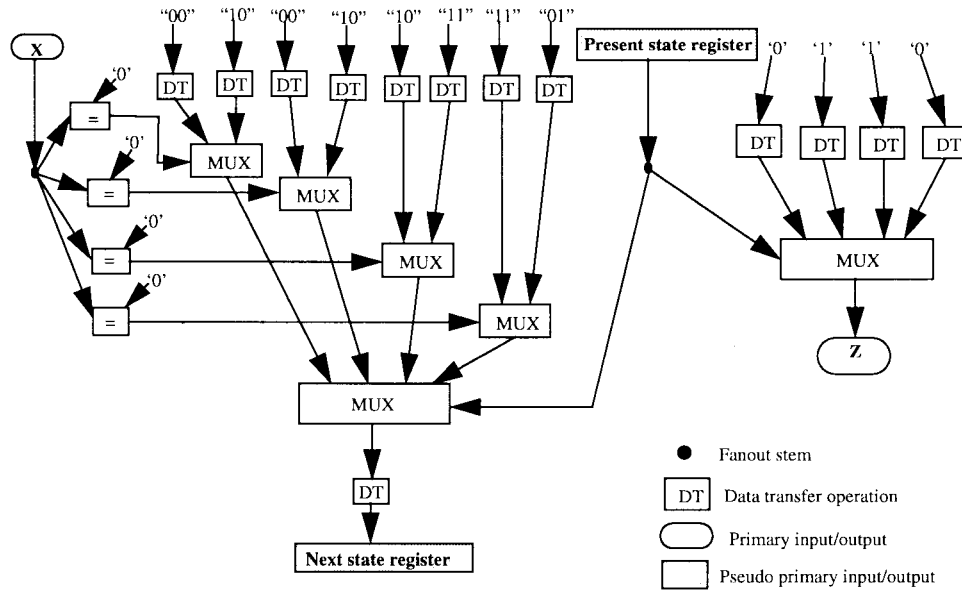 “00” “10” “00” “10” “10” “11” “11” “01”
X
Present state register
‘0’ ‘1’ ‘1’ ‘0’
‘0’
DT DT DT DT DT DT DT DT
=
DT DT DT DT
‘0’
MUX
=
MUX
‘0’
=
MUX
MUX
‘0’
=
MUX
Z
MUX
Fanout stem
DT
DT Data transfer operation
Primary input/output
Next state register
Pseudo primary input/output